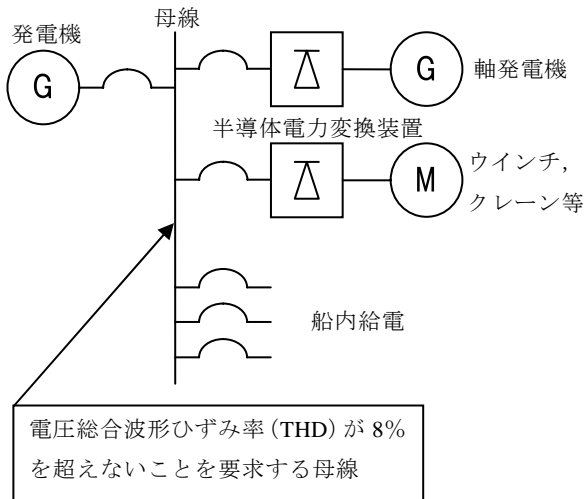 母線
発電機
G
G
軸発電機
半導体電力変換装置
M
ウインチ,
クレーン等
船内給電
電圧総合波形ひずみ率(THD)が 8%
を超えないことを要求する母線